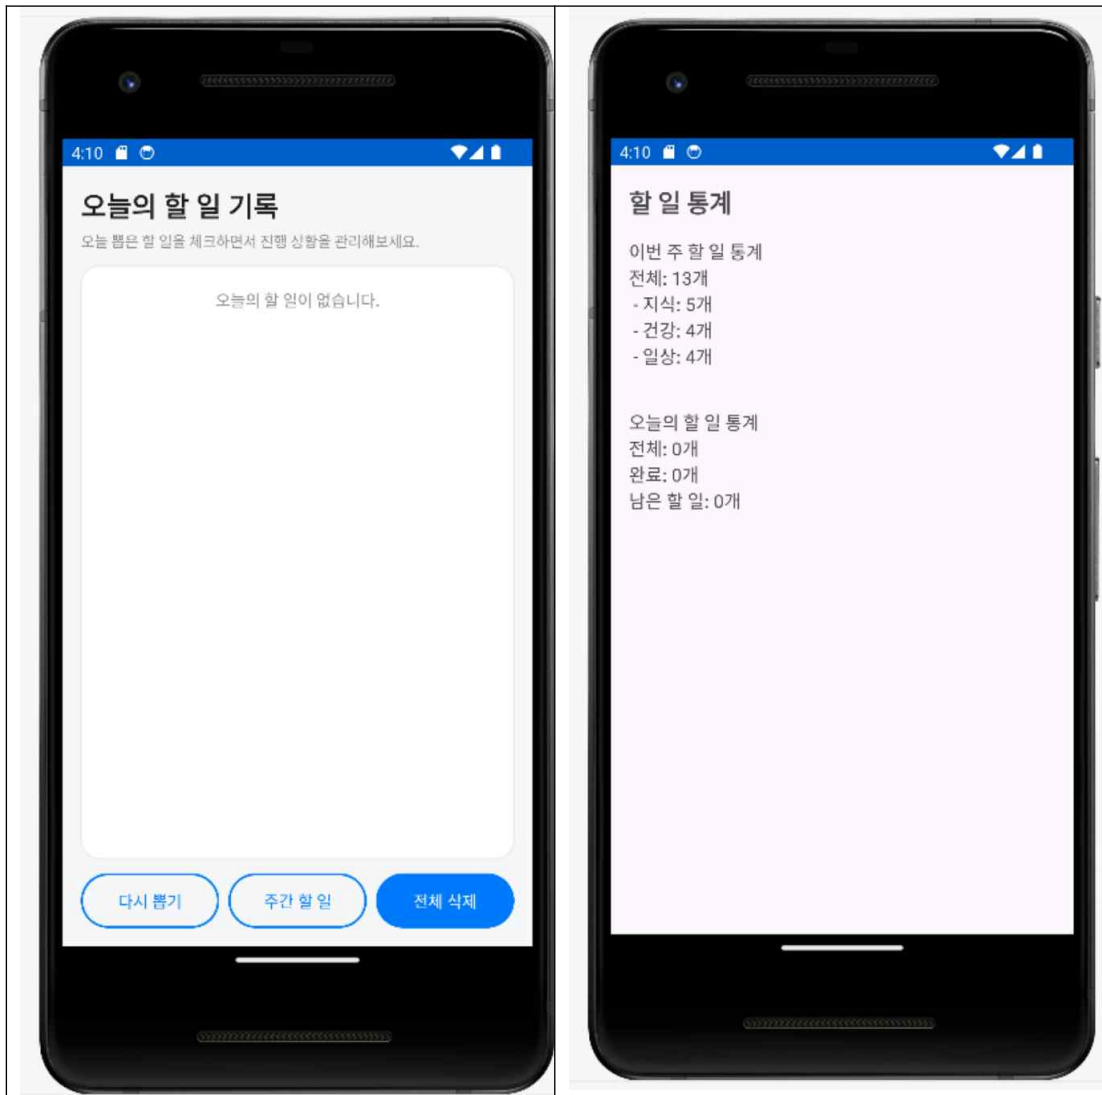 4:10
오늘의 할 일 기록
오늘 뽑은 할 일을 체크하면서 진행 상황을 관리해보세요.
오늘의 할 일이 없습니다.
다시 뽑기
주간 할 일
전체 삭제
4:10
할 일 통계
이번 주 할 일 통계
전체: 13개
- 지식: 5개
- 건강: 4개
- 일상: 4개
오늘의 할 일 통계
전체: 0개
완료: 0개
남은 할 일: 0개